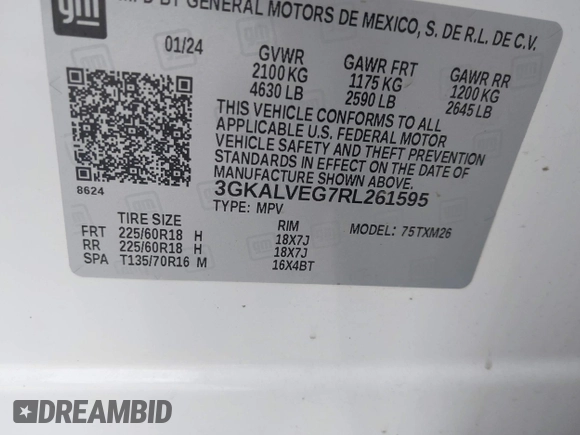 gm
MFD BY GENERAL MOTORS DE MEXICO, S. DE R.L. DE C.V.
01/24
GVWR
2100 KG
4630 LB
GAWR FRT
1175 KG
2590 LB
GAWR RR
1200 KG
2645 LB
THIS VEHICLE CONFORMS TO ALL
APPLICABLE U.S. FEDERAL MOTOR
VEHICLE SAFETY AND THEFT PREVENTION
STANDARDS IN EFFECT ON THE DATE OF
MANUFACTURE SHOWN ABOVE.
8624
3GKALVEG7RL261595
TYPE: MPV
TIRE SIZE
RIM
MODEL: 75TXM26
FRT 225/60R18 H 18X7J
RR 225/60R18 H 18X7J
SPA T135/70R16 M 16X4BT
DREAMBID